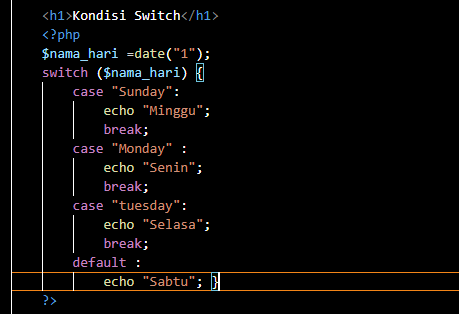 <h1>Kondisi Switch</h1>
<?php
$nama_hari =date("1");
switch ($nama_hari) {
case "Sunday":
echo "Minggu";
break;
case "Monday" :
echo "Senin";
break;
case "tuesday":
echo "Selasa";
break;
default :
echo "Sabtu"; }
?>